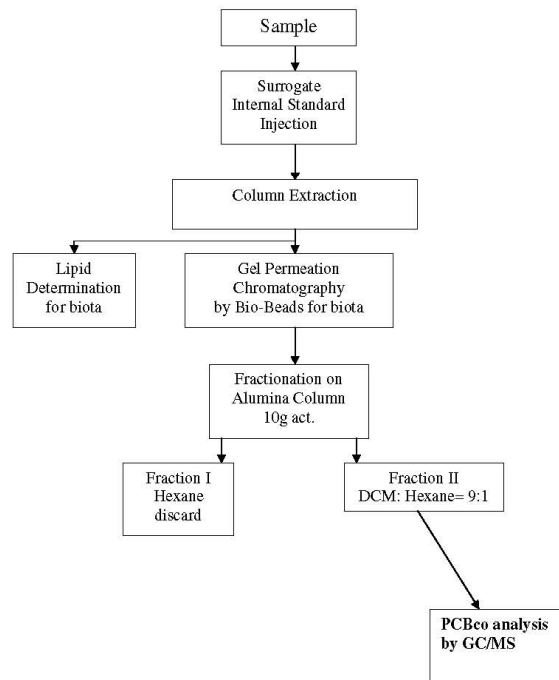 Sample
Surrogate
Internal Standard
Injection
Column Extraction
Lipid
Determination
for biota
Gel Permeation
Chromatography
by Bio-Beads for biota
Fractionation on
Alumina Column
10g act.
Fraction I
Hexane
discard
Fraction II
DCM: Hexane= 9:1
PCBco analysis
by GC/MS